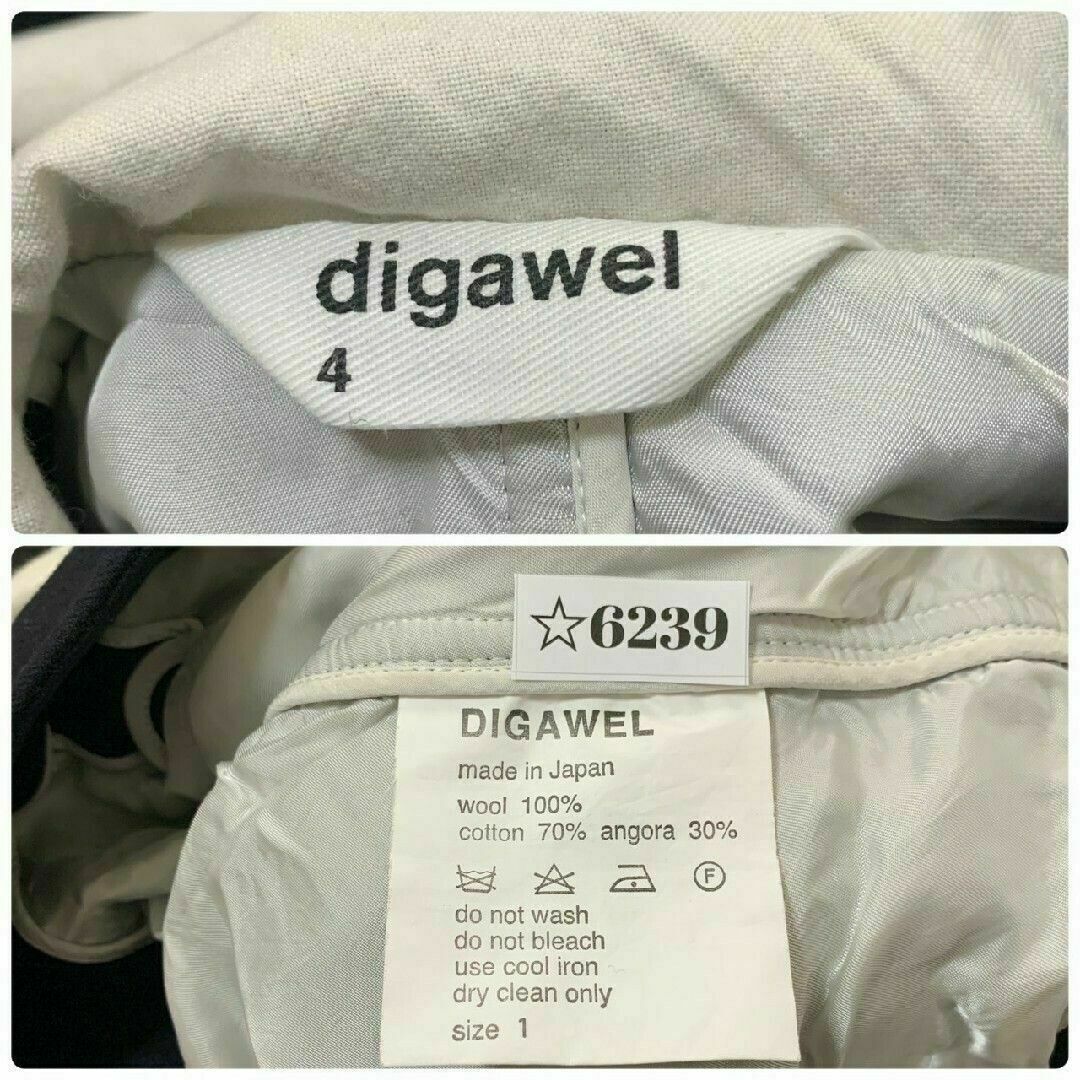 digawel
4
☆6239
DIGAWEL
made in Japan
wool 100%
cotton 70% angora 30%
F
do not wash
do not bleach
use cool iron
dry clean only
size 1